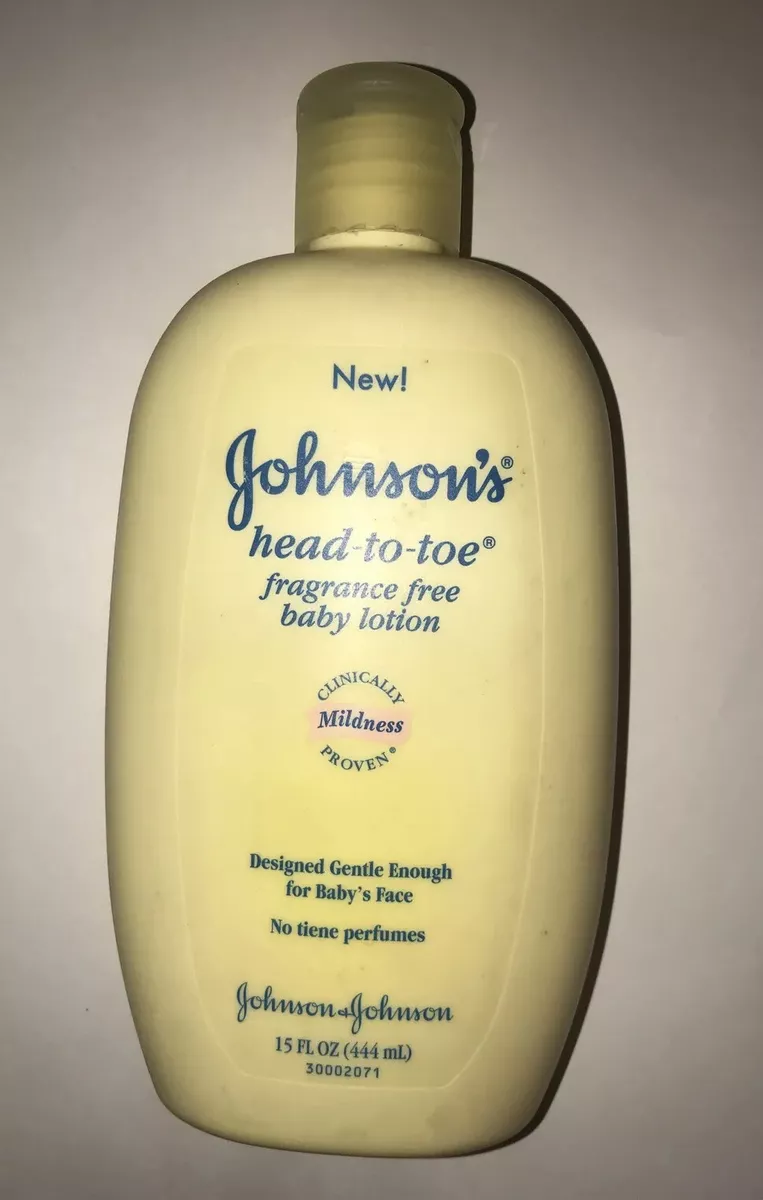 New!
Johnson's®
head-to-toe®
fragrance free
baby lotion
CLINICALLY
Mildness
PROVEN®
Designed Gentle Enough
for Baby's Face
No tiene perfumes
Johnson & Johnson
15 FL OZ (444 mL)
30002071